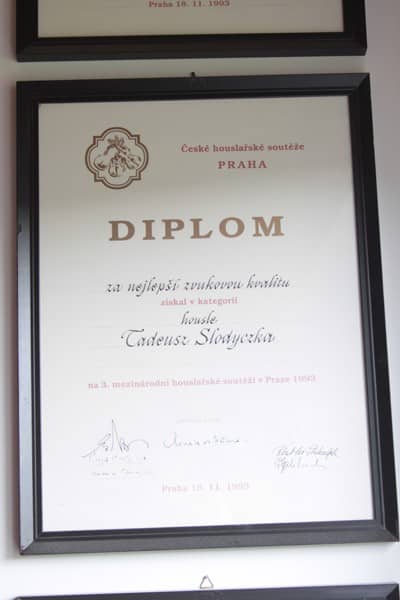 Praha 18. 11. 1993
České houslařské soutěže
PRAHA
DIPLOM
za nejlepší zvukovou kvalitu
získal v kategorii
housle
Tadeusz Słodyczka
na 3. mezinárodní houslařské soutěži v Praze 1993
Praha 18. 11. 1993